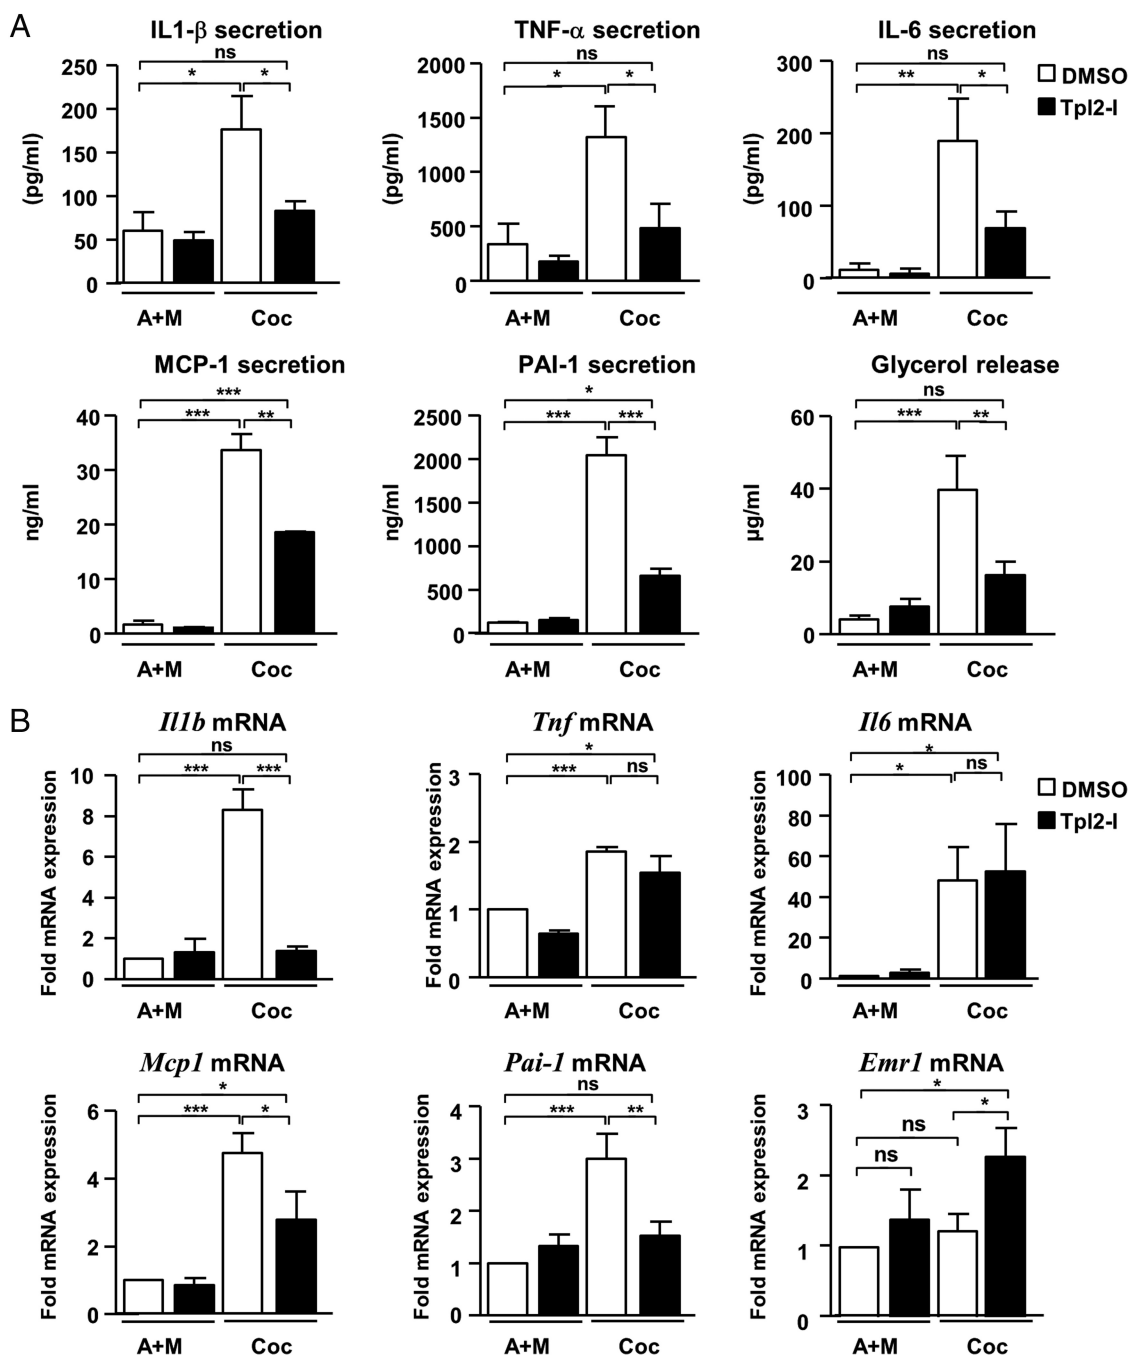 A
IL1-β secretion
ns
*
*
250
200
150
100
50
0
(pg/ml)
A+M
Coc
TNF-α secretion
ns
*
*
2000
1500
1000
500
0
(pg/ml)
A+M
Coc
IL-6 secretion
ns
**
*
300
200
100
0
(pg/ml)
A+M
Coc
DMSO
Tpl2-I
MCP-1 secretion
***
***
**
40
30
20
10
0
ng/ml
A+M
Coc
PAI-1 secretion
*
***
***
2500
2000
1500
1000
500
0
ng/ml
A+M
Coc
Glycerol release
ns
***
**
60
40
20
0
µg/ml
A+M
Coc
B
Il1b mRNA
ns
***
***
10
8
6
4
2
0
Fold mRNA expression
A+M
Coc
Tnf mRNA
*
***
ns
3
2
1
0
Fold mRNA expression
A+M
Coc
Il6 mRNA
*
*
ns
100
80
60
40
20
0
Fold mRNA expression
A+M
Coc
DMSO
Tpl2-I
Mcp1 mRNA
*
***
*
6
4
2
0
Fold mRNA expression
A+M
Coc
Pai-1 mRNA
ns
***
**
4
3
2
1
0
Fold mRNA expression
A+M
Coc
Emr1 mRNA
*
*
ns
ns
3
2
1
0
Fold mRNA expression
A+M
Coc